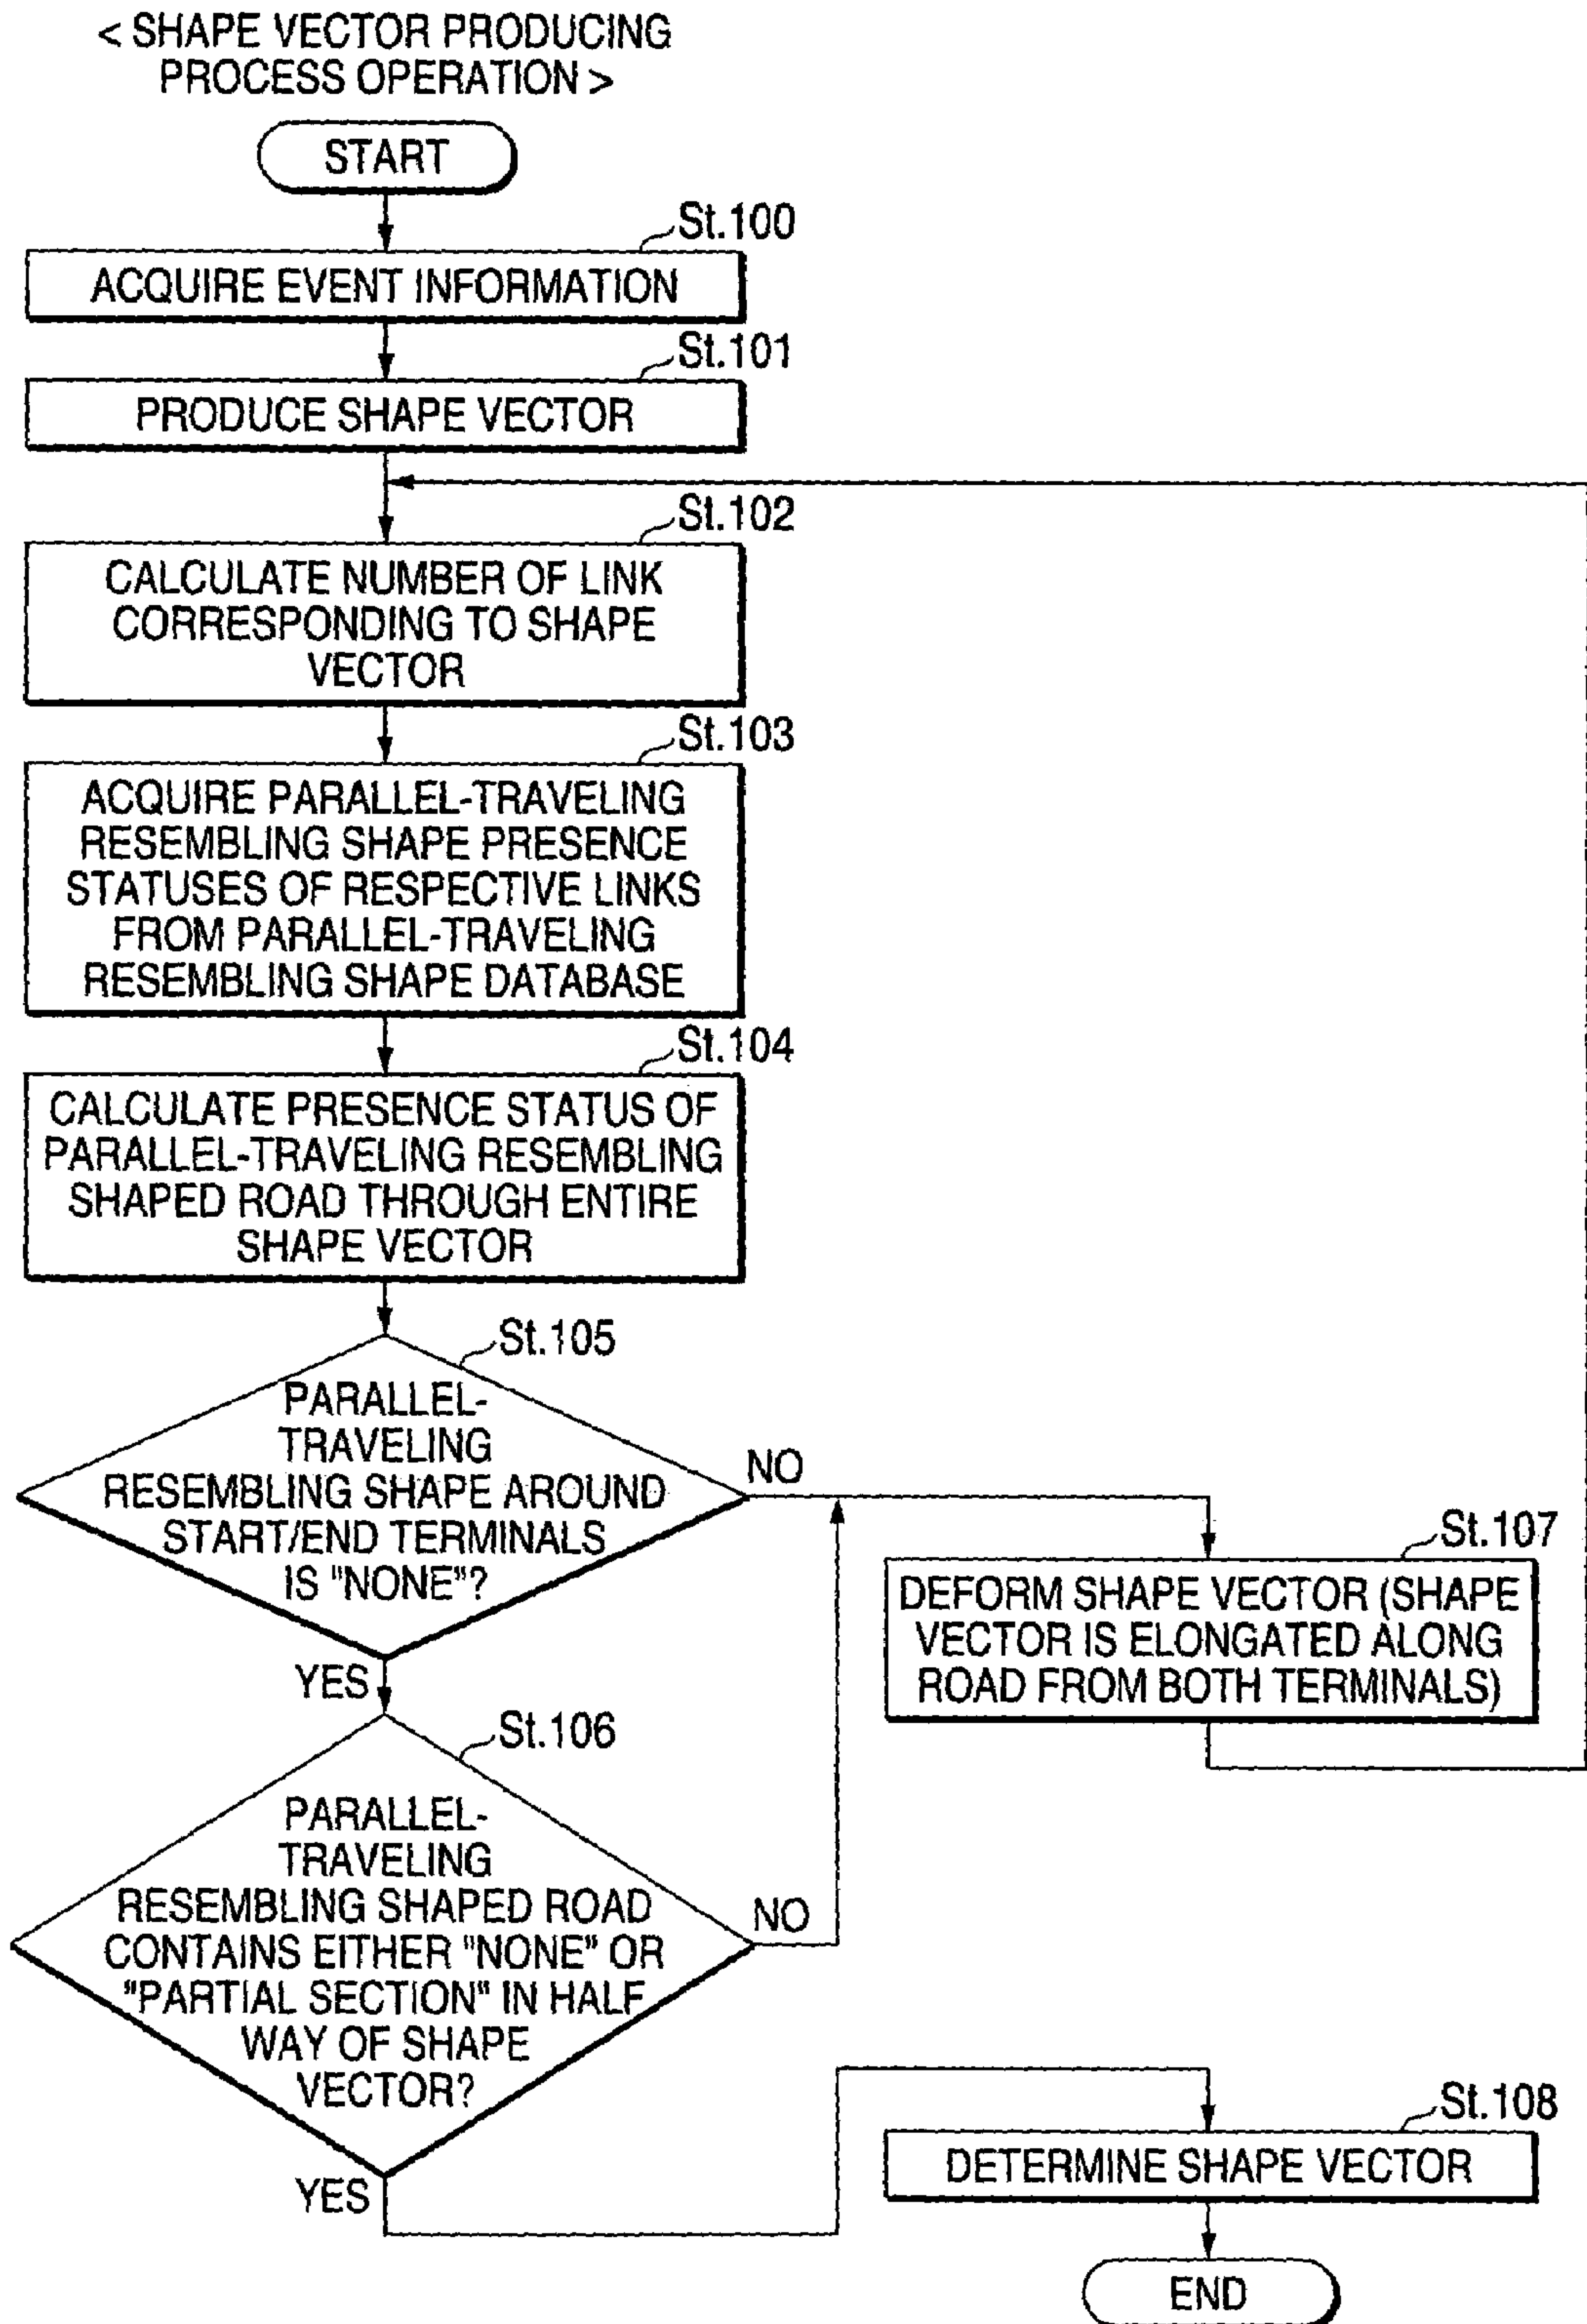 < SHAPE VECTOR PRODUCING
PROCESS OPERATION >
START
St.100
ACQUIRE EVENT INFORMATION
St.101
PRODUCE SHAPE VECTOR
St.102
CALCULATE NUMBER OF LINK
CORRESPONDING TO SHAPE
VECTOR
St.103
ACQUIRE PARALLEL-TRAVELING
RESEMBLING SHAPE PRESENCE
STATUSES OF RESPECTIVE LINKS
FROM PARALLEL-TRAVELING
RESEMBLING SHAPE DATABASE
St.104
CALCULATE PRESENCE STATUS OF
PARALLEL-TRAVELING RESEMBLING
SHAPED ROAD THROUGH ENTIRE
SHAPE VECTOR
St.105
PARALLEL-
TRAVELING
RESEMBLING SHAPE AROUND
START/END TERMINALS
IS "NONE"?
NO
YES
St.107
DEFORM SHAPE VECTOR (SHAPE
VECTOR IS ELONGATED ALONG
ROAD FROM BOTH TERMINALS)
St.106
PARALLEL-
TRAVELING
RESEMBLING SHAPED ROAD
CONTAINS EITHER "NONE" OR
"PARTIAL SECTION" IN HALF
WAY OF SHAPE
VECTOR?
NO
YES
St.108
DETERMINE SHAPE VECTOR
END